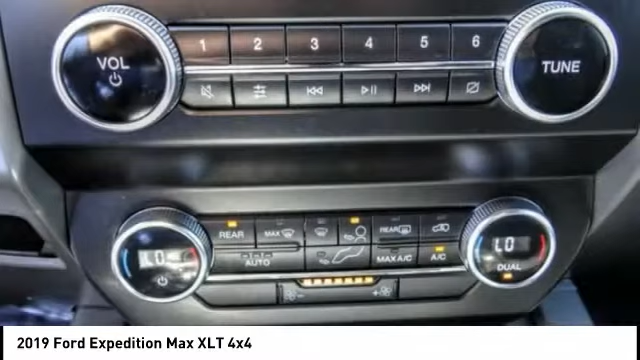 VOL
1 2 3 4 5 6
TUNE
LO
REAR MAX REAR
AUTO MAX A/C A/C
LO
DUAL
2019 Ford Expedition Max XLT 4x4